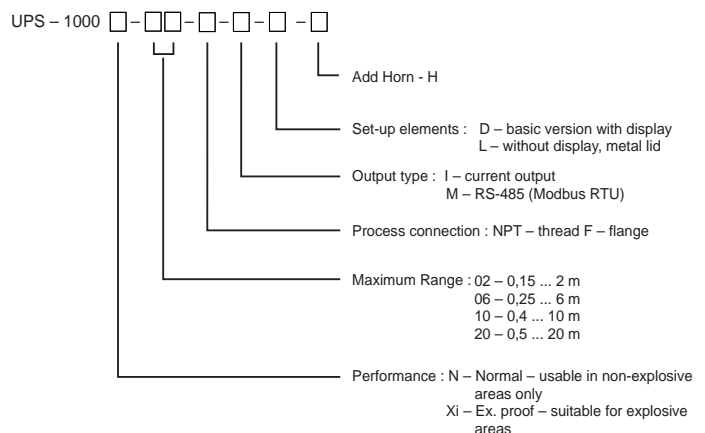 UPS – 1000 – – – – –
Add Horn - H
Set-up elements : D – basic version with display
L – without display, metal lid
Output type : I – current output
M – RS-485 (Modbus RTU)
Process connection : NPT – thread F – flange
Maximum Range : 02 – 0,15 ... 2 m
06 – 0,25 ... 6 m
10 – 0,4 ... 10 m
20 – 0,5 ... 20 m
Performance : N – Normal – usable in non-explosive
areas only
Xi – Ex. proof – suitable for explosive
areas